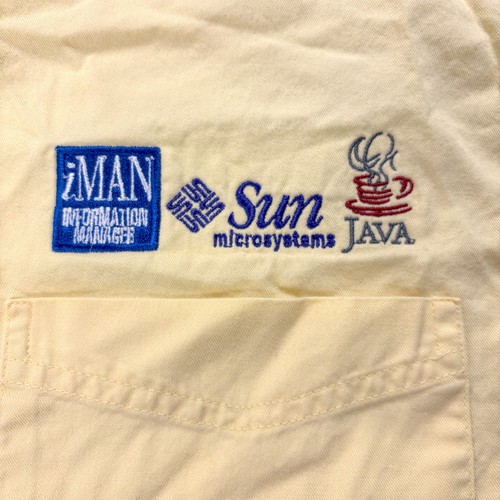 iMAN
INFORMATION
MANAGER
Sun
microsystems
JAVA